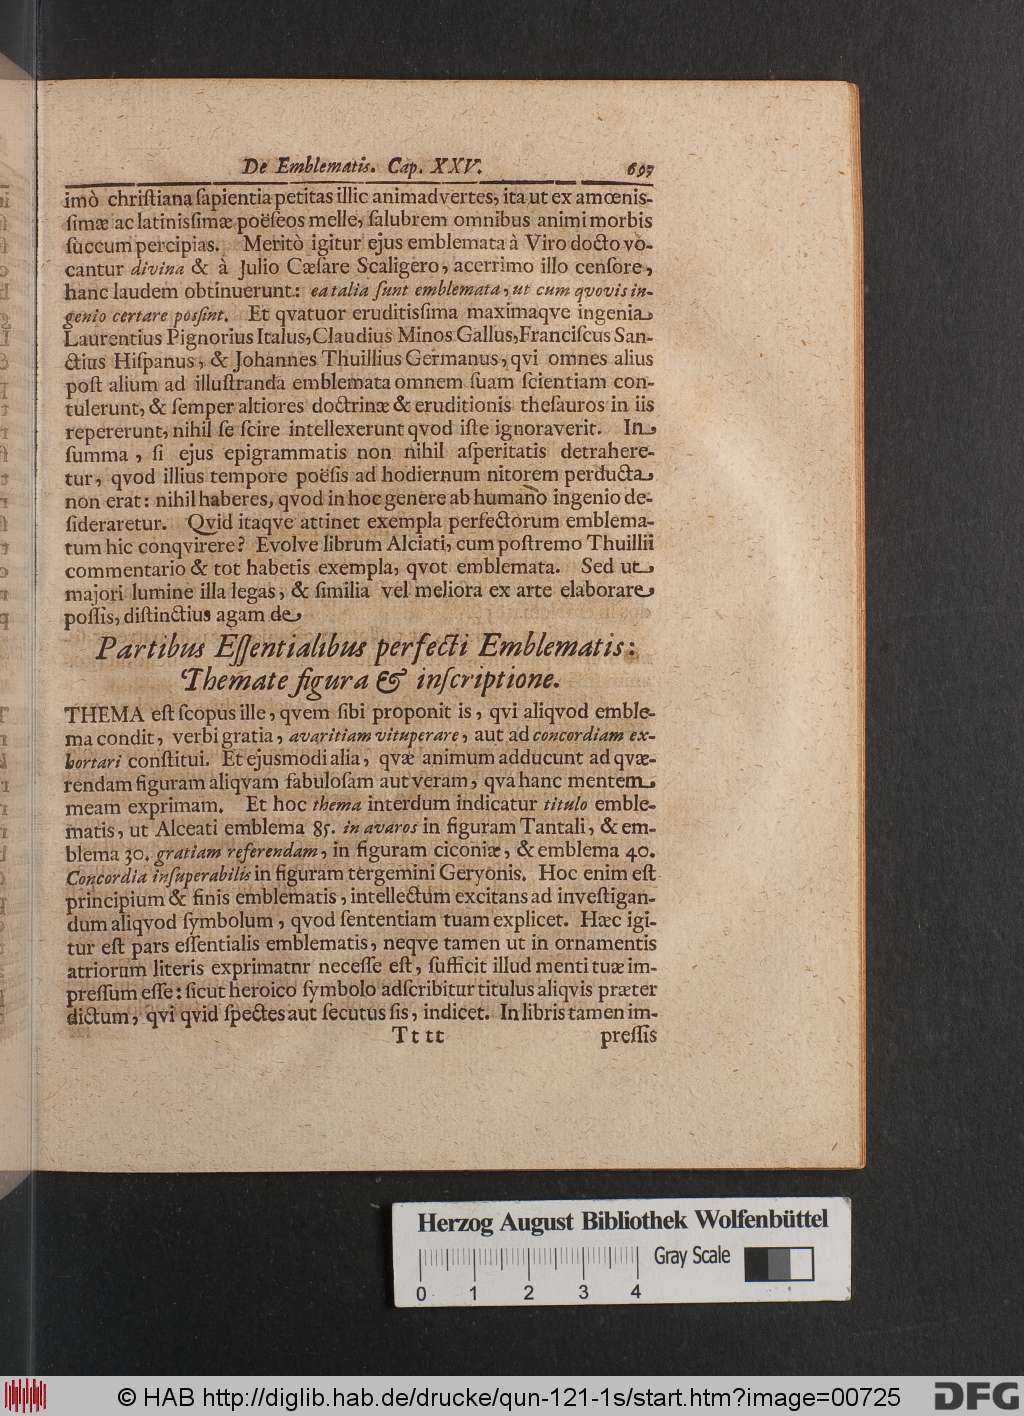 De Emblematis. Cap. XXV. 697
imò chriſtiana ſapientia petitas illic animadvertes, ita ut ex amœnis-
ſimæ ac latinisſimæ poëſeos melle, ſalubrem omnibus animi morbis
ſuccum percipias. Meritò igitur ejus emblemata à Viro docto vo-
cantur divina & à Julio Cæſare Scaligero, acerrimo illo cenſore,
hanc laudem obtinuerunt: ea talia ſunt emblemata, ut cum qvovis in-
genio certare posſint. Et qvatuor eruditisſima maximaqve ingenia
Laurentius Pignorius Italus, Claudius Minos Gallus, Franciſcus San-
ctius Hiſpanus, & Johannes Thuillius Germanus, qvi omnes alius
poſt alium ad illuſtranda emblemata omnem ſuam ſcientiam con-
tulerunt, & ſemper altiores doctrinæ & eruditionis theſauros in iis
repererunt, nihil ſe ſcire intellexerunt qvod iſte ignoraverit. In
ſumma, ſi ejus epigrammatis non nihil aſperitatis detrahere-
tur, qvod illius tempore poëſis ad hodiernum nitorem perducta
non erat: nihil haberes, qvod in hoc genere ab humano ingenio de-
ſideraretur. Qvid itaqve attinet exempla perfectorum emblema-
tum hic conqvirere? Evolve librum Alciati, cum poſtremo Thuillii
commentario & tot habetis exempla, qvot emblemata. Sed ut
majori lumine illa legas, & ſimilia vel meliora ex arte elaborare
poſſis, diſtinctius agam de
Partibus Eſſentialibus perfecti Emblematis:
Themate figura & inſcriptione.
THEMA eſt ſcopus ille, qvem ſibi proponit is, qvi aliqvod emble-
ma condit, verbi gratia, avaritiam vituperare, aut ad concordiam ex-
hortari conſtitui. Et ejusmodi alia, qvæ animum adducunt ad qvæ-
rendam figuram aliqvam fabuloſam aut veram, qva hanc mentem
meam exprimam. Et hoc thema interdum indicatur titulo emble-
matis, ut Alceati emblema 85. in avaros in figuram Tantali, & em-
blema 30. gratiam referendam, in figuram ciconiæ, & emblema 40.
Concordia inſuperabilis in figuram tergemini Geryonis. Hoc enim eſt
principium & finis emblematis, intellectum excitans ad inveſtigan-
dum aliqvod ſymbolum, qvod ſententiam tuam explicet. Hæc igi-
tur eſt pars eſſentialis emblematis, neqve tamen ut in ornamentis
atriorum literis exprimatnr neceſſe eſt, ſufficit illud menti tuæ im-
preſſum eſſe: ſicut heroico ſymbolo adſcribitur titulus aliqvis præter
dictum, qvi qvid ſpectes aut ſecutus ſis, indicet. In libris tamen im-
Tt tt preſſis
Herzog August Bibliothek Wolfenbüttel
Gray Scale
0 1 2 3 4
© HAB http://diglib.hab.de/drucke/qun-121-1s/start.htm?image=00725
DFG